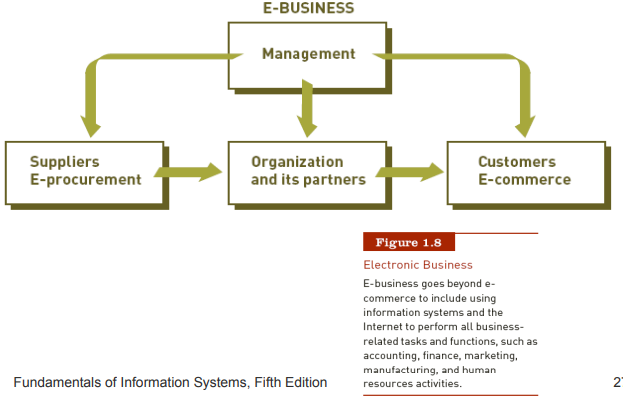 E-BUSINESS
Management
Suppliers
E-procurement
Organization
and its partners
Customers
E-commerce
Figure 1.8
Electronic Business
E-business goes beyond e-
commerce to include using
information systems and the
Internet to perform all business-
related tasks and functions, such as
accounting, finance, marketing,
manufacturing, and human
resources activities.
Fundamentals of Information Systems, Fifth Edition